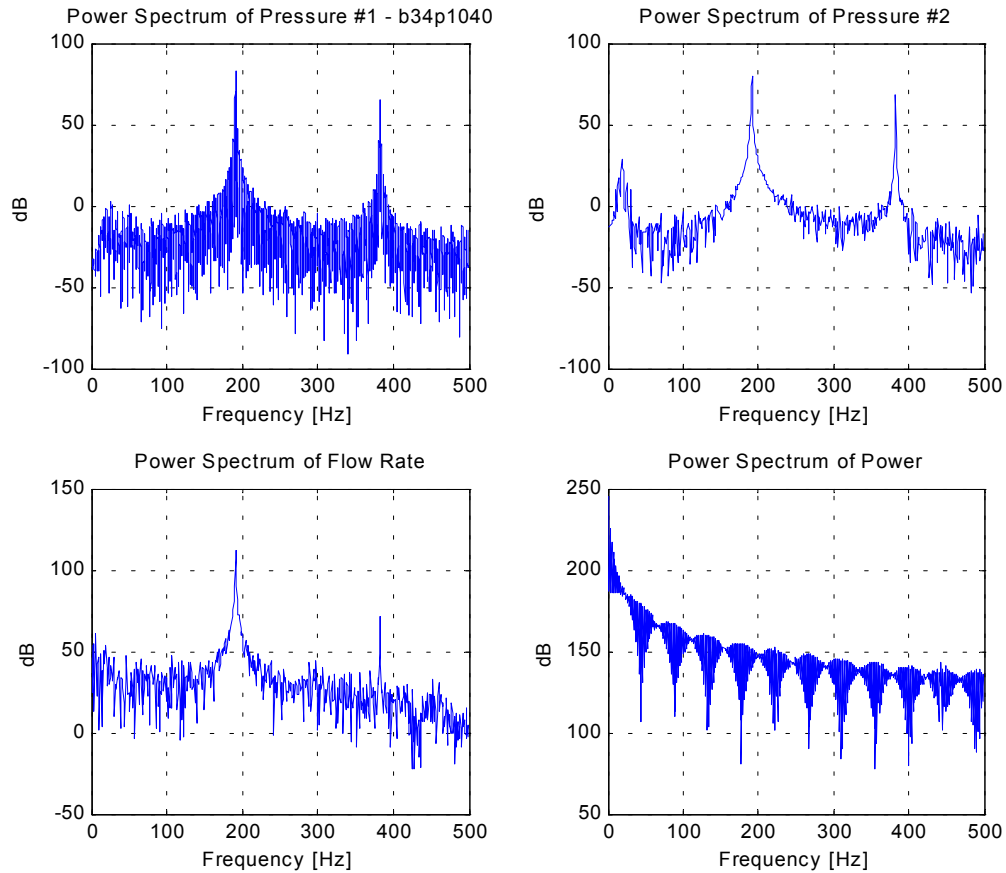 Power Spectrum of Pressure #1 - b34p1040
100
50
0
-50
-100
dB
0 100 200 300 400 500
Frequency [Hz]
Power Spectrum of Pressure #2
100
50
0
-50
-100
dB
0 100 200 300 400 500
Frequency [Hz]
Power Spectrum of Flow Rate
150
100
50
0
-50
dB
0 100 200 300 400 500
Frequency [Hz]
Power Spectrum of Power
250
200
150
100
50
dB
0 100 200 300 400 500
Frequency [Hz]